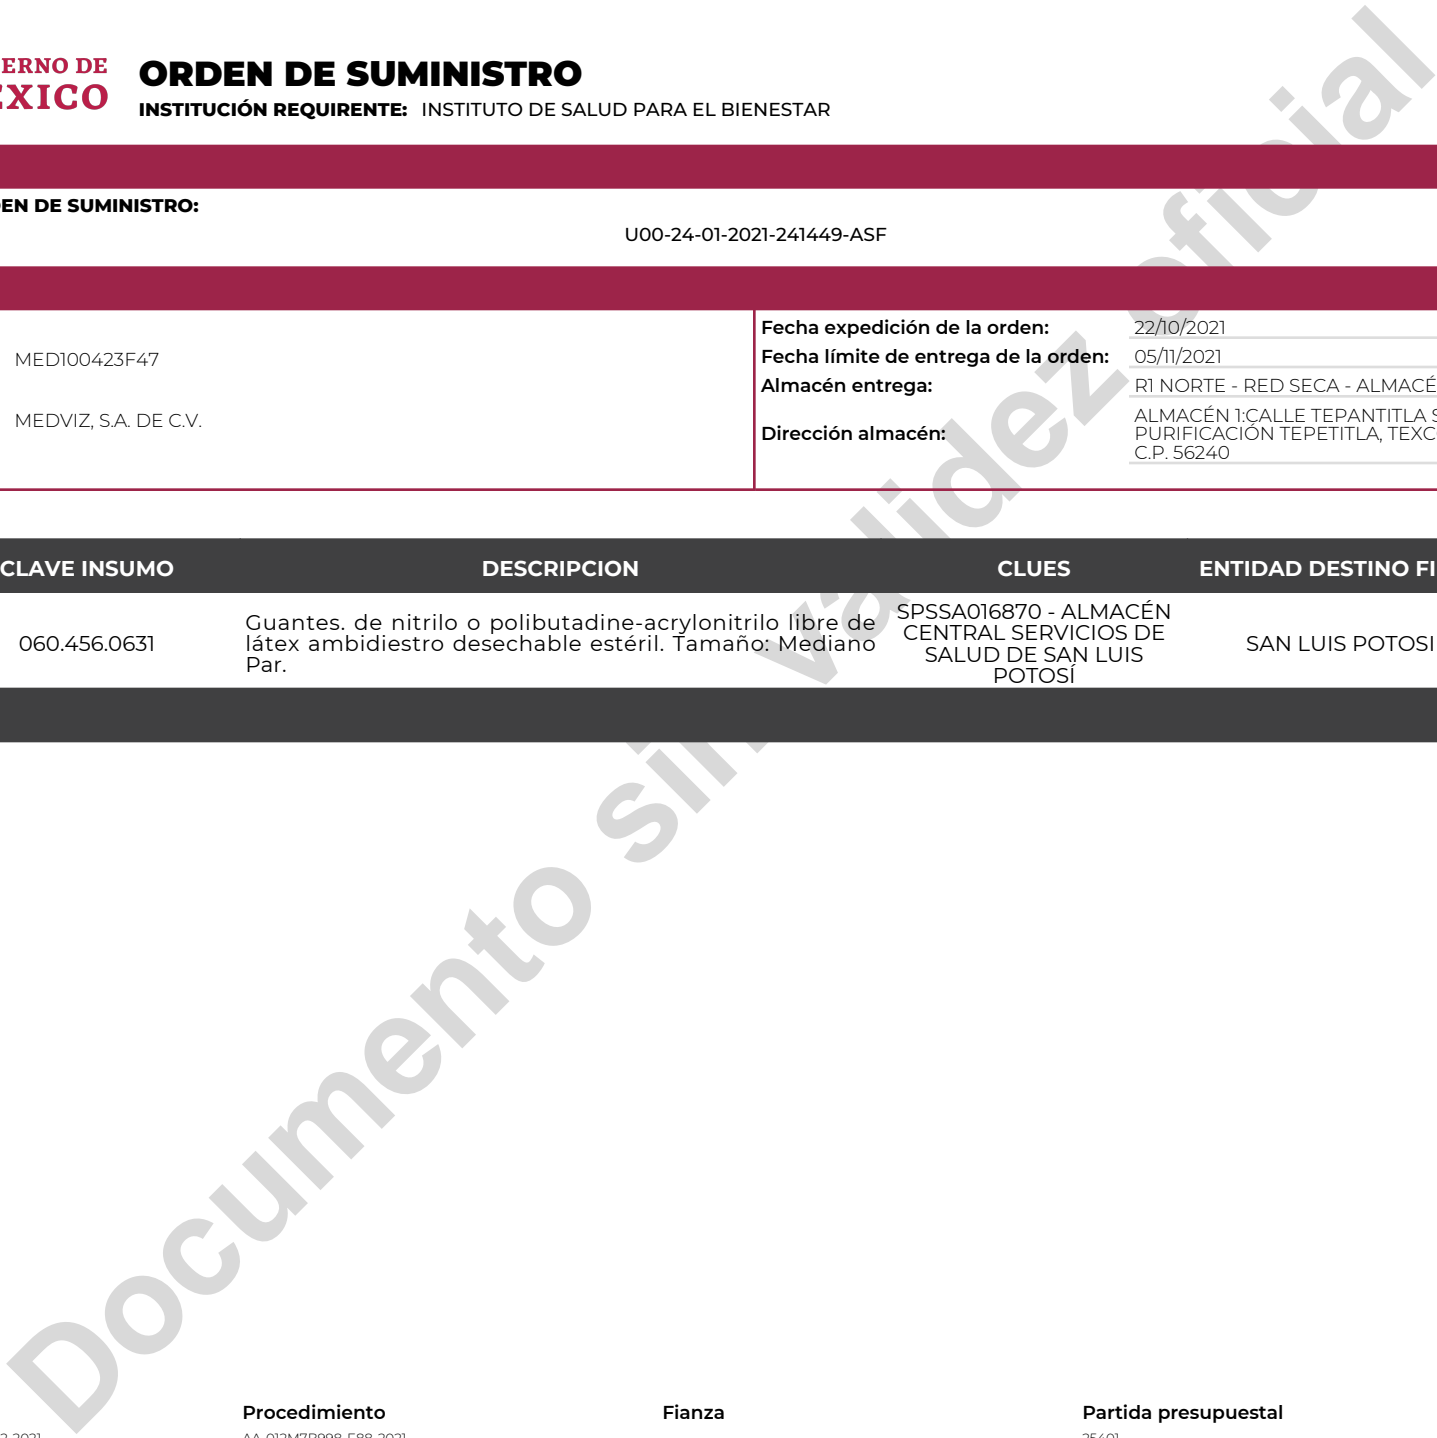 ERNO DE
EXICO
ORDEN DE SUMINISTRO
INSTITUCIÓN REQUIRENTE: INSTITUTO DE SALUD PARA EL BIENESTAR
EN DE SUMINISTRO:
U00-24-01-2021-241449-ASF
MED100423F47
MEDVIZ, S.A. DE C.V.
Fecha expedición de la orden: 22/10/2021
Fecha límite de entrega de la orden: 05/11/2021
Almacén entrega: R1 NORTE - RED SECA - ALMACÉ
Dirección almacén:
ALMACÉN 1:CALLE TEPANTITLA S
PURIFICACIÓN TEPETITLA, TEXC
C.P. 56240
CLAVE INSUMO DESCRIPCION CLUES ENTIDAD DESTINO FI
060.456.0631
Guantes. de nitrilo o polibutadine-acrylonitrilo libre de
látex ambidiestro desechable estéril. Tamaño: Mediano
Par.
SPSSA016870 - ALMACÉN
CENTRAL SERVICIOS DE
SALUD DE SAN LUIS
POTOSÍ
SAN LUIS POTOSI
Documento sin validez oficial
Procedimiento Fianza Partida presupuestal